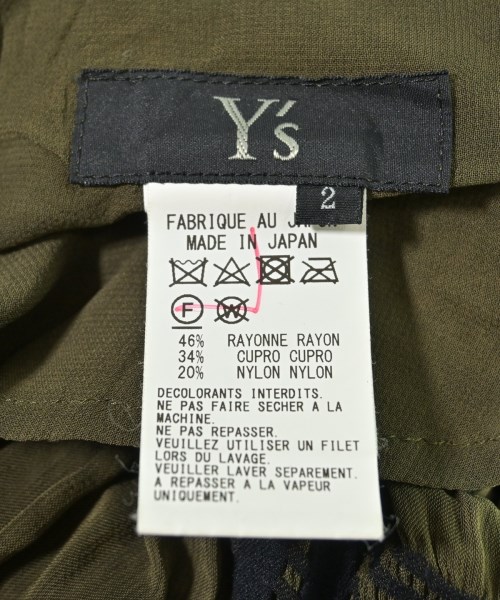 Y's
2
FABRIQUE AU JAPON
MADE IN JAPAN
F W
46% RAYONNE RAYON
34% CUPRO CUPRO
20% NYLON NYLON
DECOLORANTS INTERDITS.
NE PAS FAIRE SECHER A LA
MACHINE.
NE PAS REPASSER.
VEUILLEZ UTILISER UN FILET
LORS DU LAVAGE.
VEUILLER LAVER SEPAREMENT.
A REPASSER A LA VAPEUR
UNIQUEMENT.